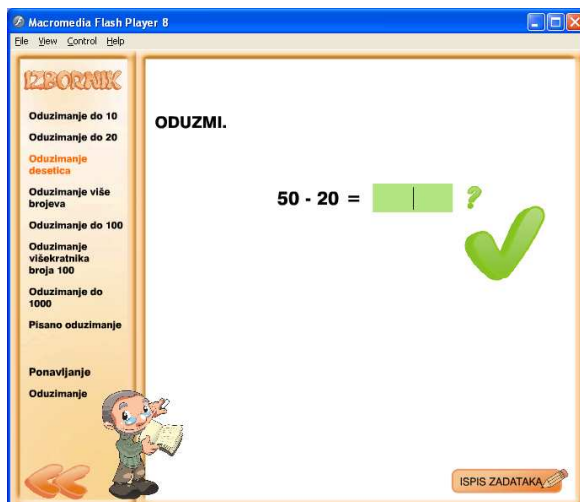 Macromedia Flash Player 8
File View Control Help
IZBORNIK
Oduzimanje do 10
Oduzimanje do 20
Oduzimanje
desetica
Oduzimanje više
brojeva
Oduzimanje do 100
Oduzimanje
višekratnika
broja 100
Oduzimanje do
1000
Pisano oduzimanje
Ponavljanje
Oduzimanje
ODUZMI.
50 - 20 = ?
ISPIS ZADATAKA